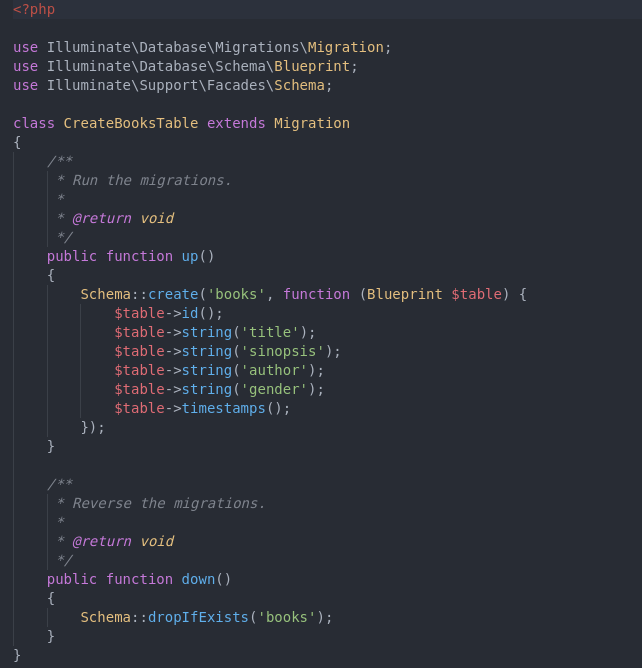 <?php

use Illuminate\Database\Migrations\Migration;
use Illuminate\Database\Schema\Blueprint;
use Illuminate\Support\Facades\Schema;

class CreateBooksTable extends Migration
{
    /**
     * Run the migrations.
     *
     * @return void
     */
    public function up()
    {
        Schema::create('books', function (Blueprint $table) {
            $table->id();
            $table->string('title');
            $table->string('sinopsis');
            $table->string('author');
            $table->string('gender');
            $table->timestamps();
        });
    }

    /**
     * Reverse the migrations.
     *
     * @return void
     */
    public function down()
    {
        Schema::dropIfExists('books');
    }
}